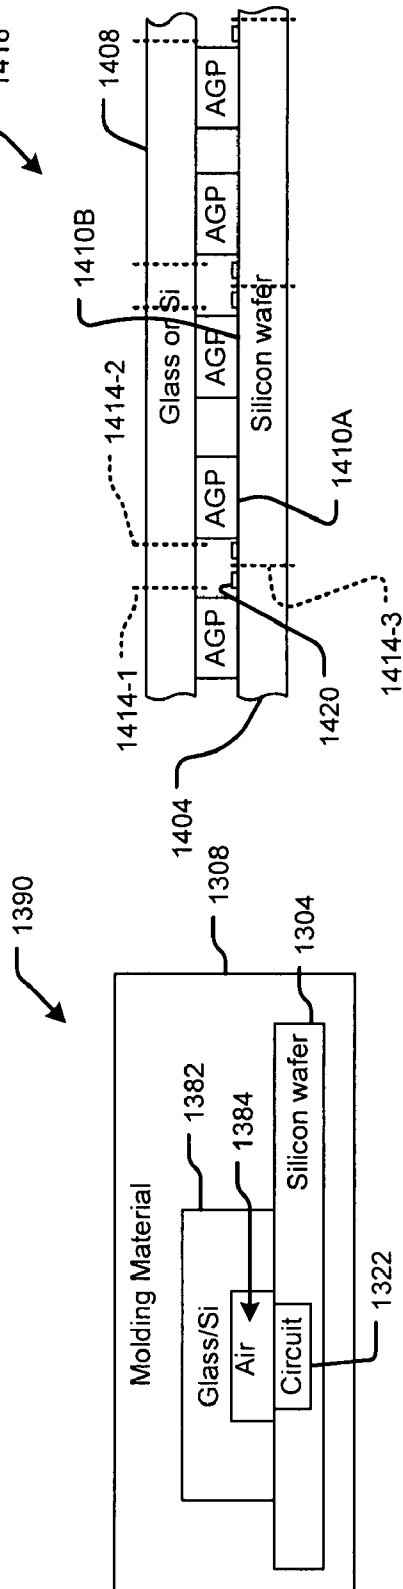 1390
Molding Material
1308
1382
Glass/Si
1384
Air
Silicon wafer
1304
Circuit
1322
1414-1
1414-2
1410B
1408
1404
Glass or Si
AGP
AGP
AGP
AGP
AGP
Silicon wafer
1420
1410A
1414-3